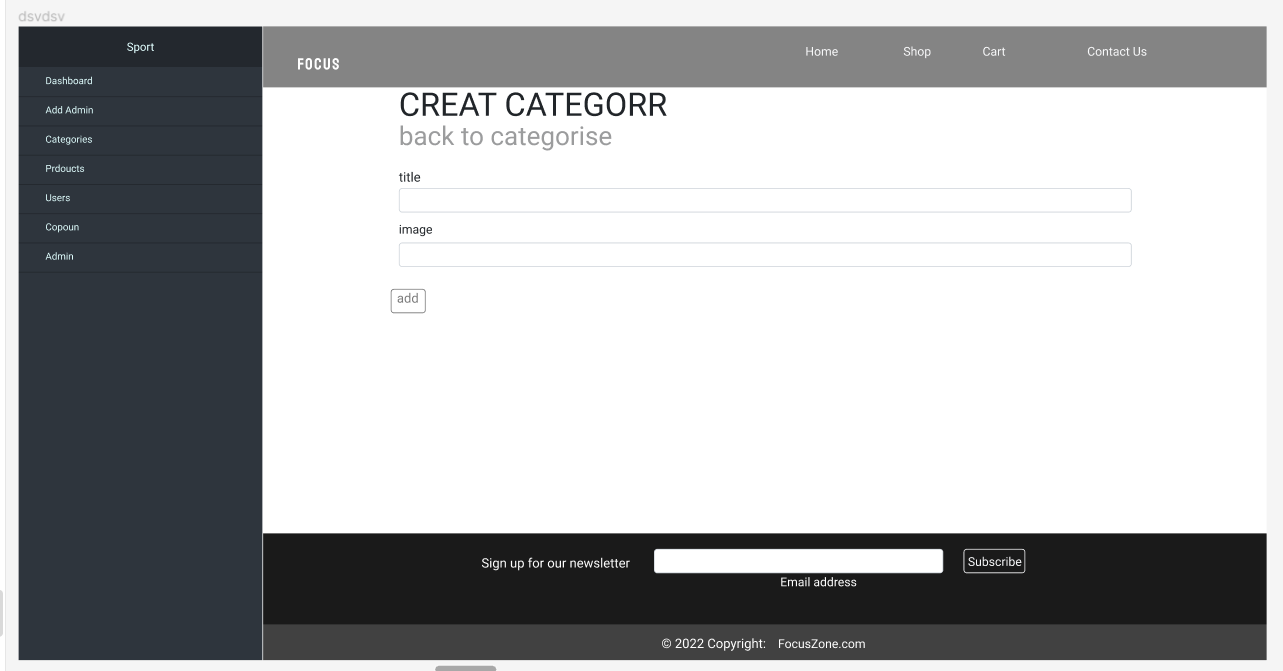 dsvdsv
Sport
Dashboard
Add Admin
Categories
Prdoucts
Users
Copoun
Admin
FOCUS
Home Shop Cart Contact Us
CREAT CATEGORR
back to categorise
title
image
add
Sign up for our newsletter
Subscribe
Email address
© 2022 Copyright: FocusZone.com